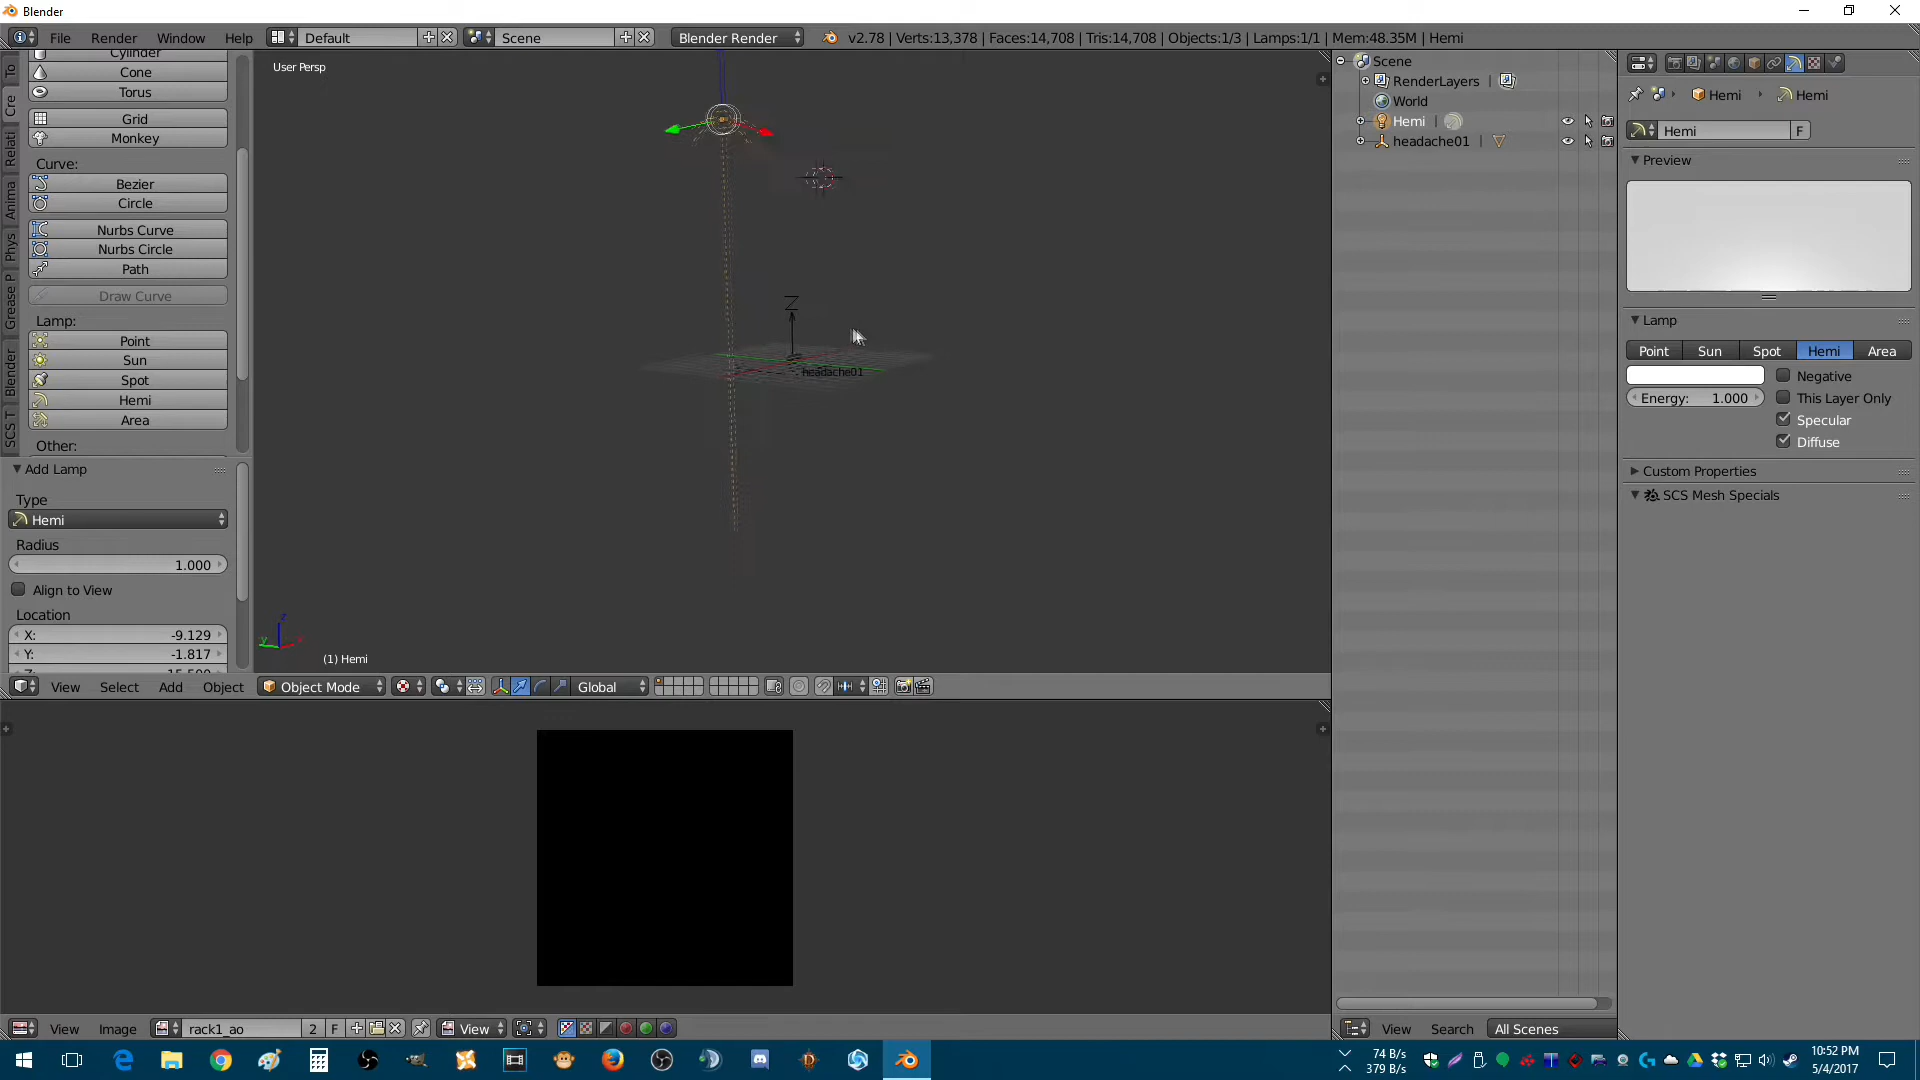 Blender
File Render Window Help Default Scene Blender Render v2.78 | Verts:13,378 | Faces:14,708 | Tris:14,708 | Objects:1/3 | Lamps:1/1 | Mem:48.35M | Hemi
To
Cre
Relati
Anima
Phys
Grease P
Blender
SCS T
Cylinder
Cone
Torus
Grid
Monkey
Curve:
Bezier
Circle
Nurbs Curve
Nurbs Circle
Path
Draw Curve
Lamp:
Point
Sun
Spot
Hemi
Area
Other:
Add Lamp
Type
Hemi
Radius
1.000
Align to View
Location
X: -9.129
Y: -1.817
Z: 15.500
User Persp
Z
headache01
z
y x
(1) Hemi
View Select Add Object Object Mode Global
View Image rack1_ao 2 F View
Scene
RenderLayers |
World
Hemi |
headache01 |
View Search All Scenes
Hemi Hemi
Hemi F
Preview
Lamp
Point Sun Spot Hemi Area
Negative
Energy: 1.000 This Layer Only
Specular
Diffuse
Custom Properties
SCS Mesh Specials
74 B/s
379 B/s
10:52 PM
5/4/2017